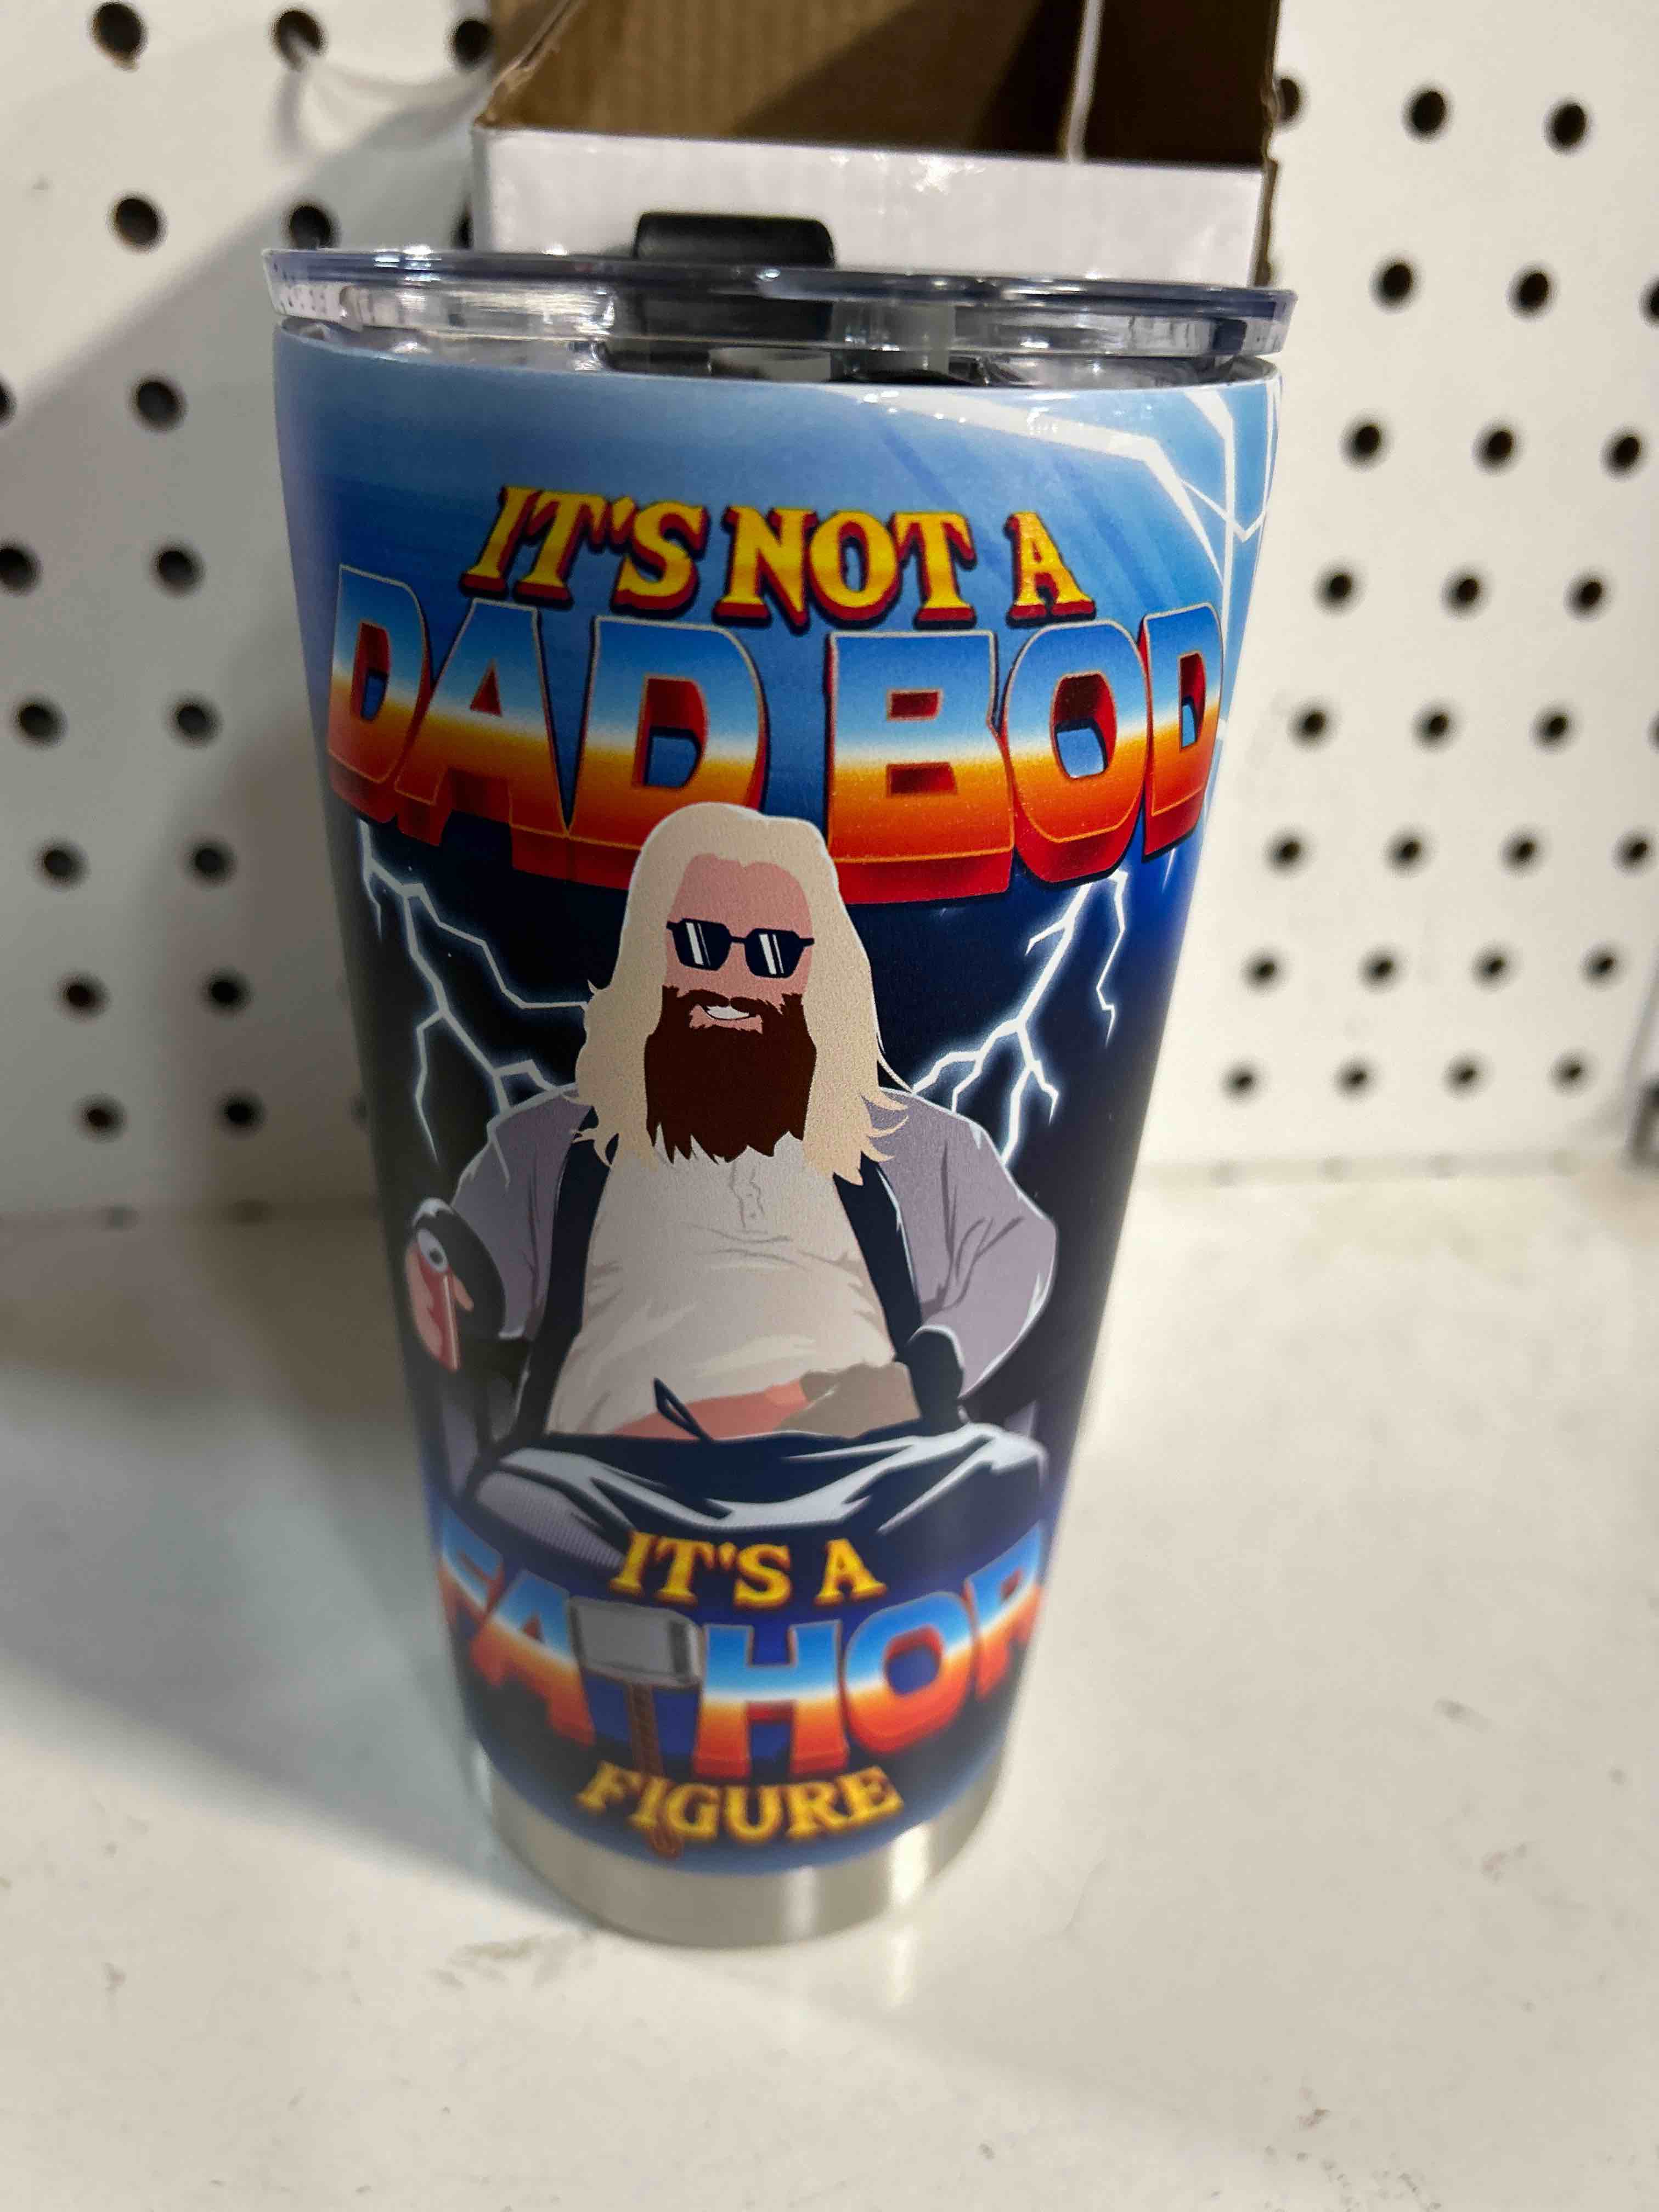 IT'S NOT A
DAD BOD
IT'S A
FATHOR
FIGURE